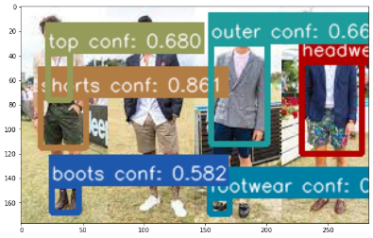 0
20
40
60
80
100
120
140
160
top conf: 0.680
outer conf: 0.66
headwe
shorts conf: 0.861
boots conf: 0.582
footwear conf: 0
0 50 100 150 200 250